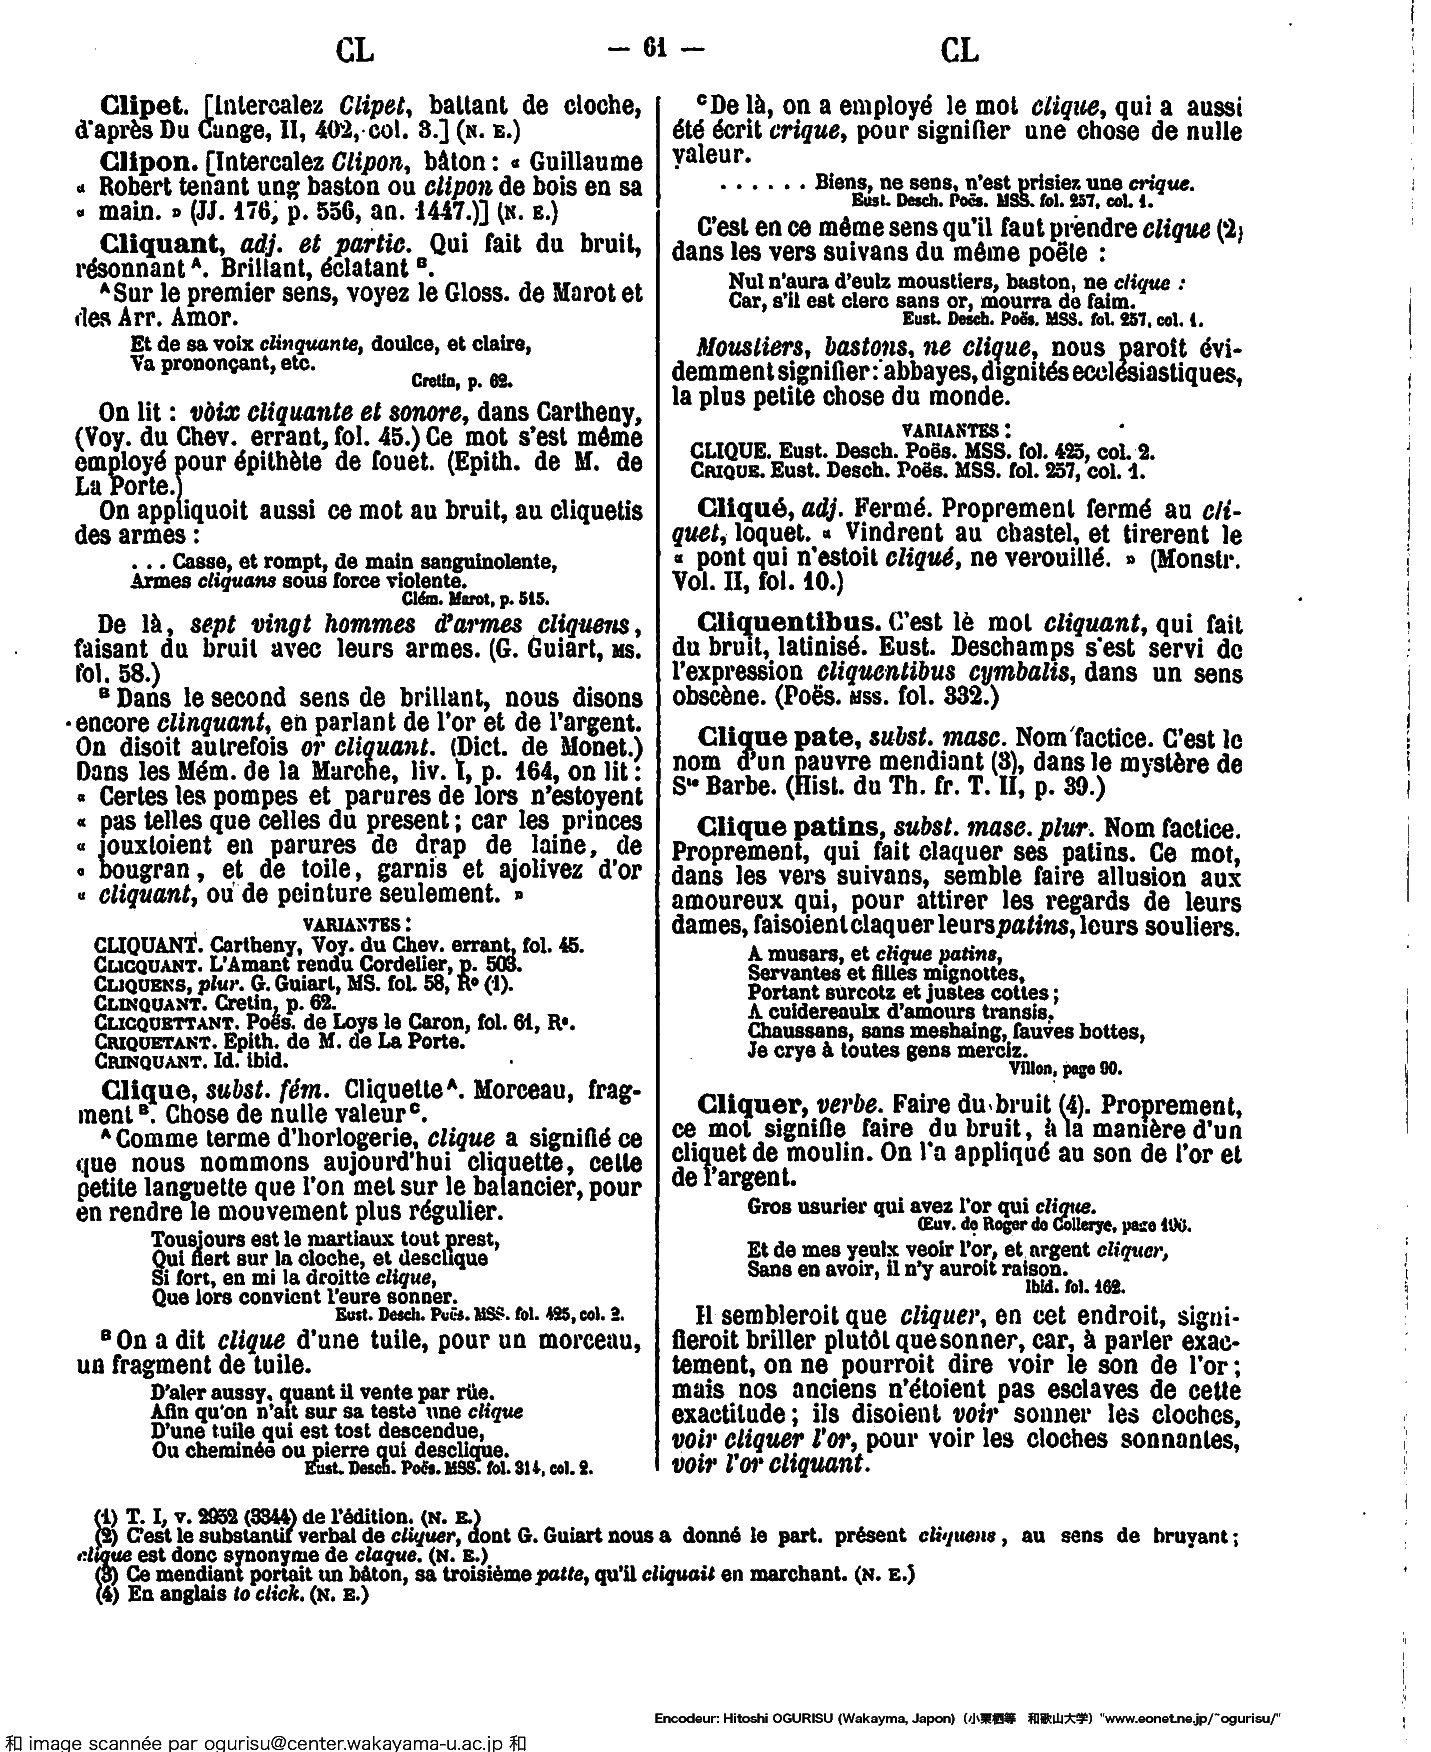 CL — 61 — CL
Clipet. [Intercalez Clipet, battant de cloche,
d'après Du Cange, II, 402, col. 3.] (N. E.)
Clipon. [Intercalez Clipon, bâton : « Guillaume
« Robert tenant ung baston ou clipon de bois en sa
« main. » (JJ. 176, p. 556, an. 1447.)] (N. E.)
Cliquant, adj. et partic. Qui fait du bruit,
résonnant A. Brillant, éclatant B.
A Sur le premier sens, voyez le Gloss. de Marot et
des Arr. Amor.
Et de sa voix clinquante, doulce, et claire,
Va prononçant, etc.
Cretin, p. 62.
On lit : voix cliquante et sonore, dans Cartheny,
(Voy. du Chev. errant, fol. 45.) Ce mot s'est même
employé pour épithète de fouet. (Epith. de M. de
La Porte.)
On appliquoit aussi ce mot au bruit, au cliquetis
des armes :
. . . Casse, et rompt, de main sanguinolente,
Armes cliquans sous force violente.
Clém. Marot, p. 515.
De là, sept vingt hommes d'armes cliquens,
faisant du bruit avec leurs armes. (G. Guiart, MS.
fol. 58.)
B Dans le second sens de brillant, nous disons
encore clinquant, en parlant de l'or et de l'argent.
On disoit autrefois or cliquant. (Dict. de Monet.)
Dans les Mém. de la Marche, liv. I, p. 164, on lit :
« Certes les pompes et parures de lors n'estoyent
« pas telles que celles du present ; car les princes
« jouxtoient en parures de drap de laine, de
« bougran, et de toile, garnis et ajolivez d'or
« cliquant, ou de peinture seulement. »
VARIANTES :
CLIQUANT. Cartheny, Voy. du Chev. errant, fol. 45.
CLICQUANT. L'Amant rendu Cordelier, p. 503.
CLIQUENS, plur. G. Guiart, MS. fol. 58, R° (1).
CLINQUANT. Cretin, p. 62.
CLICQUETTANT. Poës. de Loys le Caron, fol. 61, R°.
CRIQUETANT. Epith. de M. de La Porte.
CRINQUANT. Id. ibid.
Clique, subst. fém. Cliquette A. Morceau, frag-
ment B. Chose de nulle valeur C.
A Comme terme d'horlogerie, clique a signifié ce
que nous nommons aujourd'hui cliquette, cette
petite languette que l'on met sur le balancier, pour
en rendre le mouvement plus régulier.
Tousjours est le martiaux tout prest,
Qui fiert sur la cloche, et desclique
Si fort, en mi la droitte clique,
Que lors convient l'eure sonner.
Eust. Desch. Poës. MSS. fol. 425, col. 2.
B On a dit clique d'une tuile, pour un morceau,
un fragment de tuile.
D'aler aussy, quant il vente par rüe.
Afin qu'on n'ait sur sa teste une clique
D'une tuile qui est tost descendue,
Ou cheminée ou pierre qui desclique.
Eust. Desch. Poës. MSS. fol. 314, col. 2.
C De là, on a employé le mot clique, qui a aussi
été écrit crique, pour signifier une chose de nulle
valeur.
. . . . . . Biens, ne sens, n'est prisiez une crique.
Eust. Desch. Poës. MSS. fol. 257, col. 1.
C'est en ce même sens qu'il faut prendre clique (2)
dans les vers suivans du même poëte :
Nul n'aura d'eulz moustiers, baston, ne clique :
Car, s'il est clerc sans or, mourra de faim.
Eust. Desch. Poës. MSS. fol. 257, col. 1.
Moustiers, bastons, ne clique, nous paroît évi-
demment signifier : abbayes, dignités ecclésiastiques,
la plus petite chose du monde.
VARIANTES :
CLIQUE. Eust. Desch. Poës. MSS. fol. 425, col. 2.
CRIQUE. Eust. Desch. Poës. MSS. fol. 257, col. 1.
Cliqué, adj. Fermé. Proprement fermé au cli-
quet, loquet. « Vindrent au chastel, et tirerent le
« pont qui n'estoit cliqué, ne verouillé. » (Monstr.
Vol. II, fol. 10.)
Cliquentibus. C'est le mot cliquant, qui fait
du bruit, latinisé. Eust. Deschamps s'est servi de
l'expression cliquentibus cymbalis, dans un sens
obscène. (Poës. MSS. fol. 332.)
Clique pate, subst. masc. Nom factice. C'est le
nom d'un pauvre mendiant (3), dans le mystère de
Ste Barbe. (Hist. du Th. fr. T. II, p. 39.)
Clique patins, subst. masc. plur. Nom factice.
Proprement, qui fait claquer ses patins. Ce mot,
dans les vers suivans, semble faire allusion aux
amoureux qui, pour attirer les regards de leurs
dames, faisoient claquer leurs patins, leurs souliers.
A musars, et clique patins,
Servantes et filles mignottes,
Portant surcotz et justes cottes ;
A cuidereaulx d'amours transis,
Chaussans, sans meshaing, fauves bottes,
Je crye à toutes gens merciz.
Villon, page 90.
Cliquer, verbe. Faire du bruit (4). Proprement,
ce mot signifie faire du bruit, à la manière d'un
cliquet de moulin. On l'a appliqué au son de l'or et
de l'argent.
Gros usurier qui avez l'or qui clique.
Œuv. de Roger de Collerye, page
Et de mes yeulx veoir l'or, et argent cliquer,
Sans en avoir, il n'y auroit raison.
Ibid. fol. 162.
Il sembleroit que cliquer, en cet endroit, signi-
fieroit briller plutôt que sonner, car, à parler exac-
tement, on ne pourroit dire voir le son de l'or ;
mais nos anciens n'étoient pas esclaves de cette
exactitude ; ils disoient voir sonner les cloches,
voir cliquer l'or, pour voir les cloches sonnantes,
voir l'or cliquant.
(1) T. I, v. 2952 (3344) de l'édition. (N. E.)
(2) C'est le substantif verbal de cliquer, dont G. Guiart nous a donné le part. présent cliquens, au sens de bruyant ;
clique est donc synonyme de claque. (N. E.)
(3) Ce mendiant portait un bâton, sa troisième patte, qu'il cliquait en marchant. (N. E.)
(4) En anglais to click. (N. E.)
Encodeur: Hitoshi OGURISU (Wakayma, Japon) (小栗栖等 和歌山大学) "www.eonet.ne.jp/~ogurisu/"
和 image scannée par ogurisu@center.wakayama-u.ac.jp 和